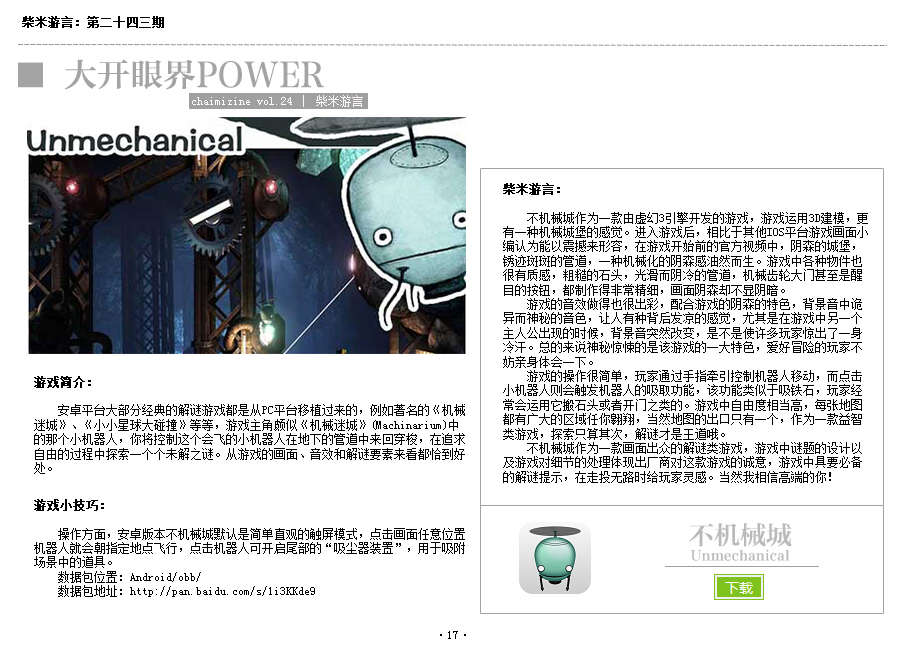 柴米游言：第二十四期
大开眼界POWER
chaimizine vol.24 | 柴米游言
Unmechanical
游戏简介：
安卓平台大部分经典的解谜游戏都是从PC平台移植过来的，例如著名的《机械
迷城》、《小小星球大碰撞》等等，游戏主角颇似《机械迷城》(Machinarium)中
的那个小机器人，你将控制这个会飞的小机器人在地下的管道中来回穿梭，在追求
自由的过程中探索一个个未解之谜。从游戏的画面、音效和解谜要素来看都恰到好
处。
游戏小技巧：
操作方面，安卓版本不机械城默认是简单直观的触屏模式，点击画面任意位置
机器人就会朝指定地点飞行，点击机器人可开启尾部的“吸尘器装置”，用于吸附
场景中的道具。
数据包位置：Android/obb/
数据包地址：http://pan.baidu.com/s/1i3KKde9
柴米游言：
不机械城作为一款由虚幻3引擎开发的游戏，游戏运用3D建模，更
有一种机械城堡的感觉。进入游戏后，相比于其他IOS平台游戏画面小
编认为能以震撼来形容，在游戏开始前的官方视频中，阴森的城堡，
锈迹斑斑的管道，一种机械化的阴森感油然而生。游戏中各种物件也
很有质感，粗糙的石头，光滑而阴冷的管道，机械齿轮大门甚至是醒
目的按钮，都制作得非常精细，画面阴森却不显阴暗。
游戏的音效做得也很出彩，配合游戏的阴森的特色，背景音中诡
异而神秘的音色，让人有种背后发凉的感觉，尤其是在游戏中另一个
主人公出现的时候，背景音突然改变，是不是使许多玩家惊出了一身
冷汗。总的来说神秘惊悚的是该游戏的一大特色，爱好冒险的玩家不
妨亲身体会一下。
游戏的操作很简单，玩家通过手指牵引控制机器人移动，而点击
小机器人则会触发机器人的吸取功能，该功能类似于吸铁石，玩家经
常会运用它搬石头或者开门之类的。游戏中自由度相当高，每张地图
都有广大的区域任你翱翔，当然地图的出口只有一个，作为一款益智
类游戏，探索只算其次，解谜才是王道哦。
不机械城作为一款画面出众的解谜类游戏，游戏中谜题的设计以
及游戏对细节的处理体现出厂商对这款游戏的诚意，游戏中具要必备
的解谜提示，在走投无路时给玩家灵感。当然我相信高端的你！
不机械城
Unmechanical
下载
·17·